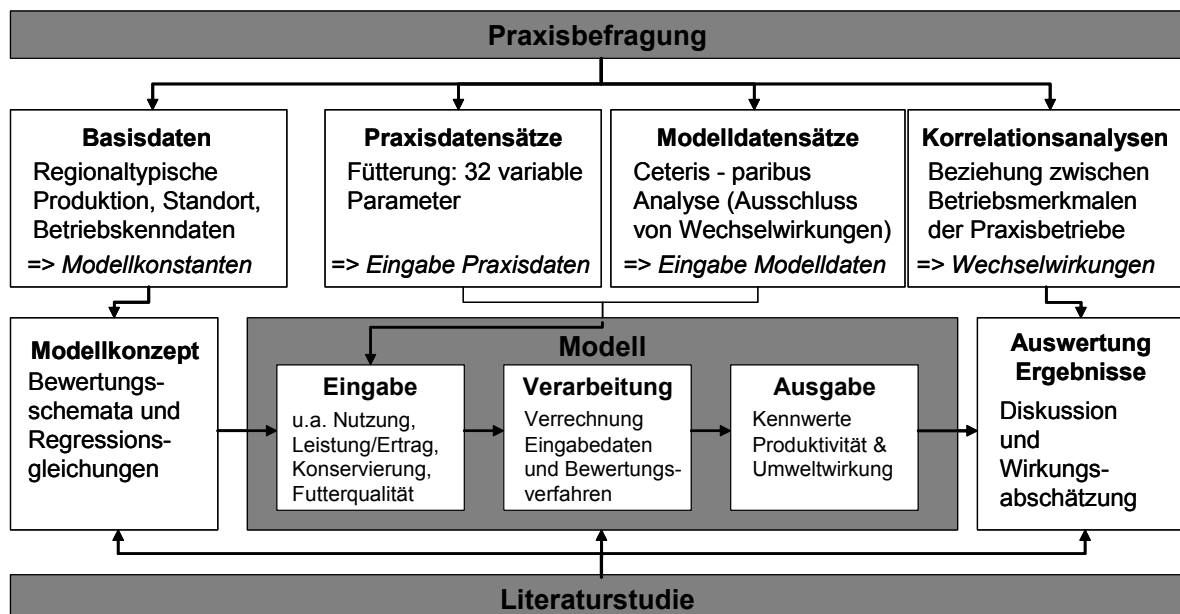 Praxisbefragung
Basisdaten
Regionaltypische
Produktion, Standort,
Betriebskenndaten
=> Modellkonstanten
Praxisdatensätze
Fütterung: 32 variable
Parameter
=> Eingabe Praxisdaten
Modelldatensätze
Ceteris - paribus
Analyse (Ausschluss
von Wechselwirkungen)
=> Eingabe Modelldaten
Korrelationsanalysen
Beziehung zwischen
Betriebsmerkmalen
der Praxisbetriebe
=> Wechselwirkungen
Modellkonzept
Bewertungs-
schemata und
Regressions-
gleichungen
Modell
Eingabe
u.a. Nutzung,
Leistung/Ertrag,
Konservierung,
Futterqualität
Verarbeitung
Verrechnung
Eingabedaten
und Bewertungs-
verfahren
Ausgabe
Kennwerte
Produktivität &
Umweltwirkung
Auswertung
Ergebnisse
Diskussion
und
Wirkungs-
abschätzung
Literaturstudie